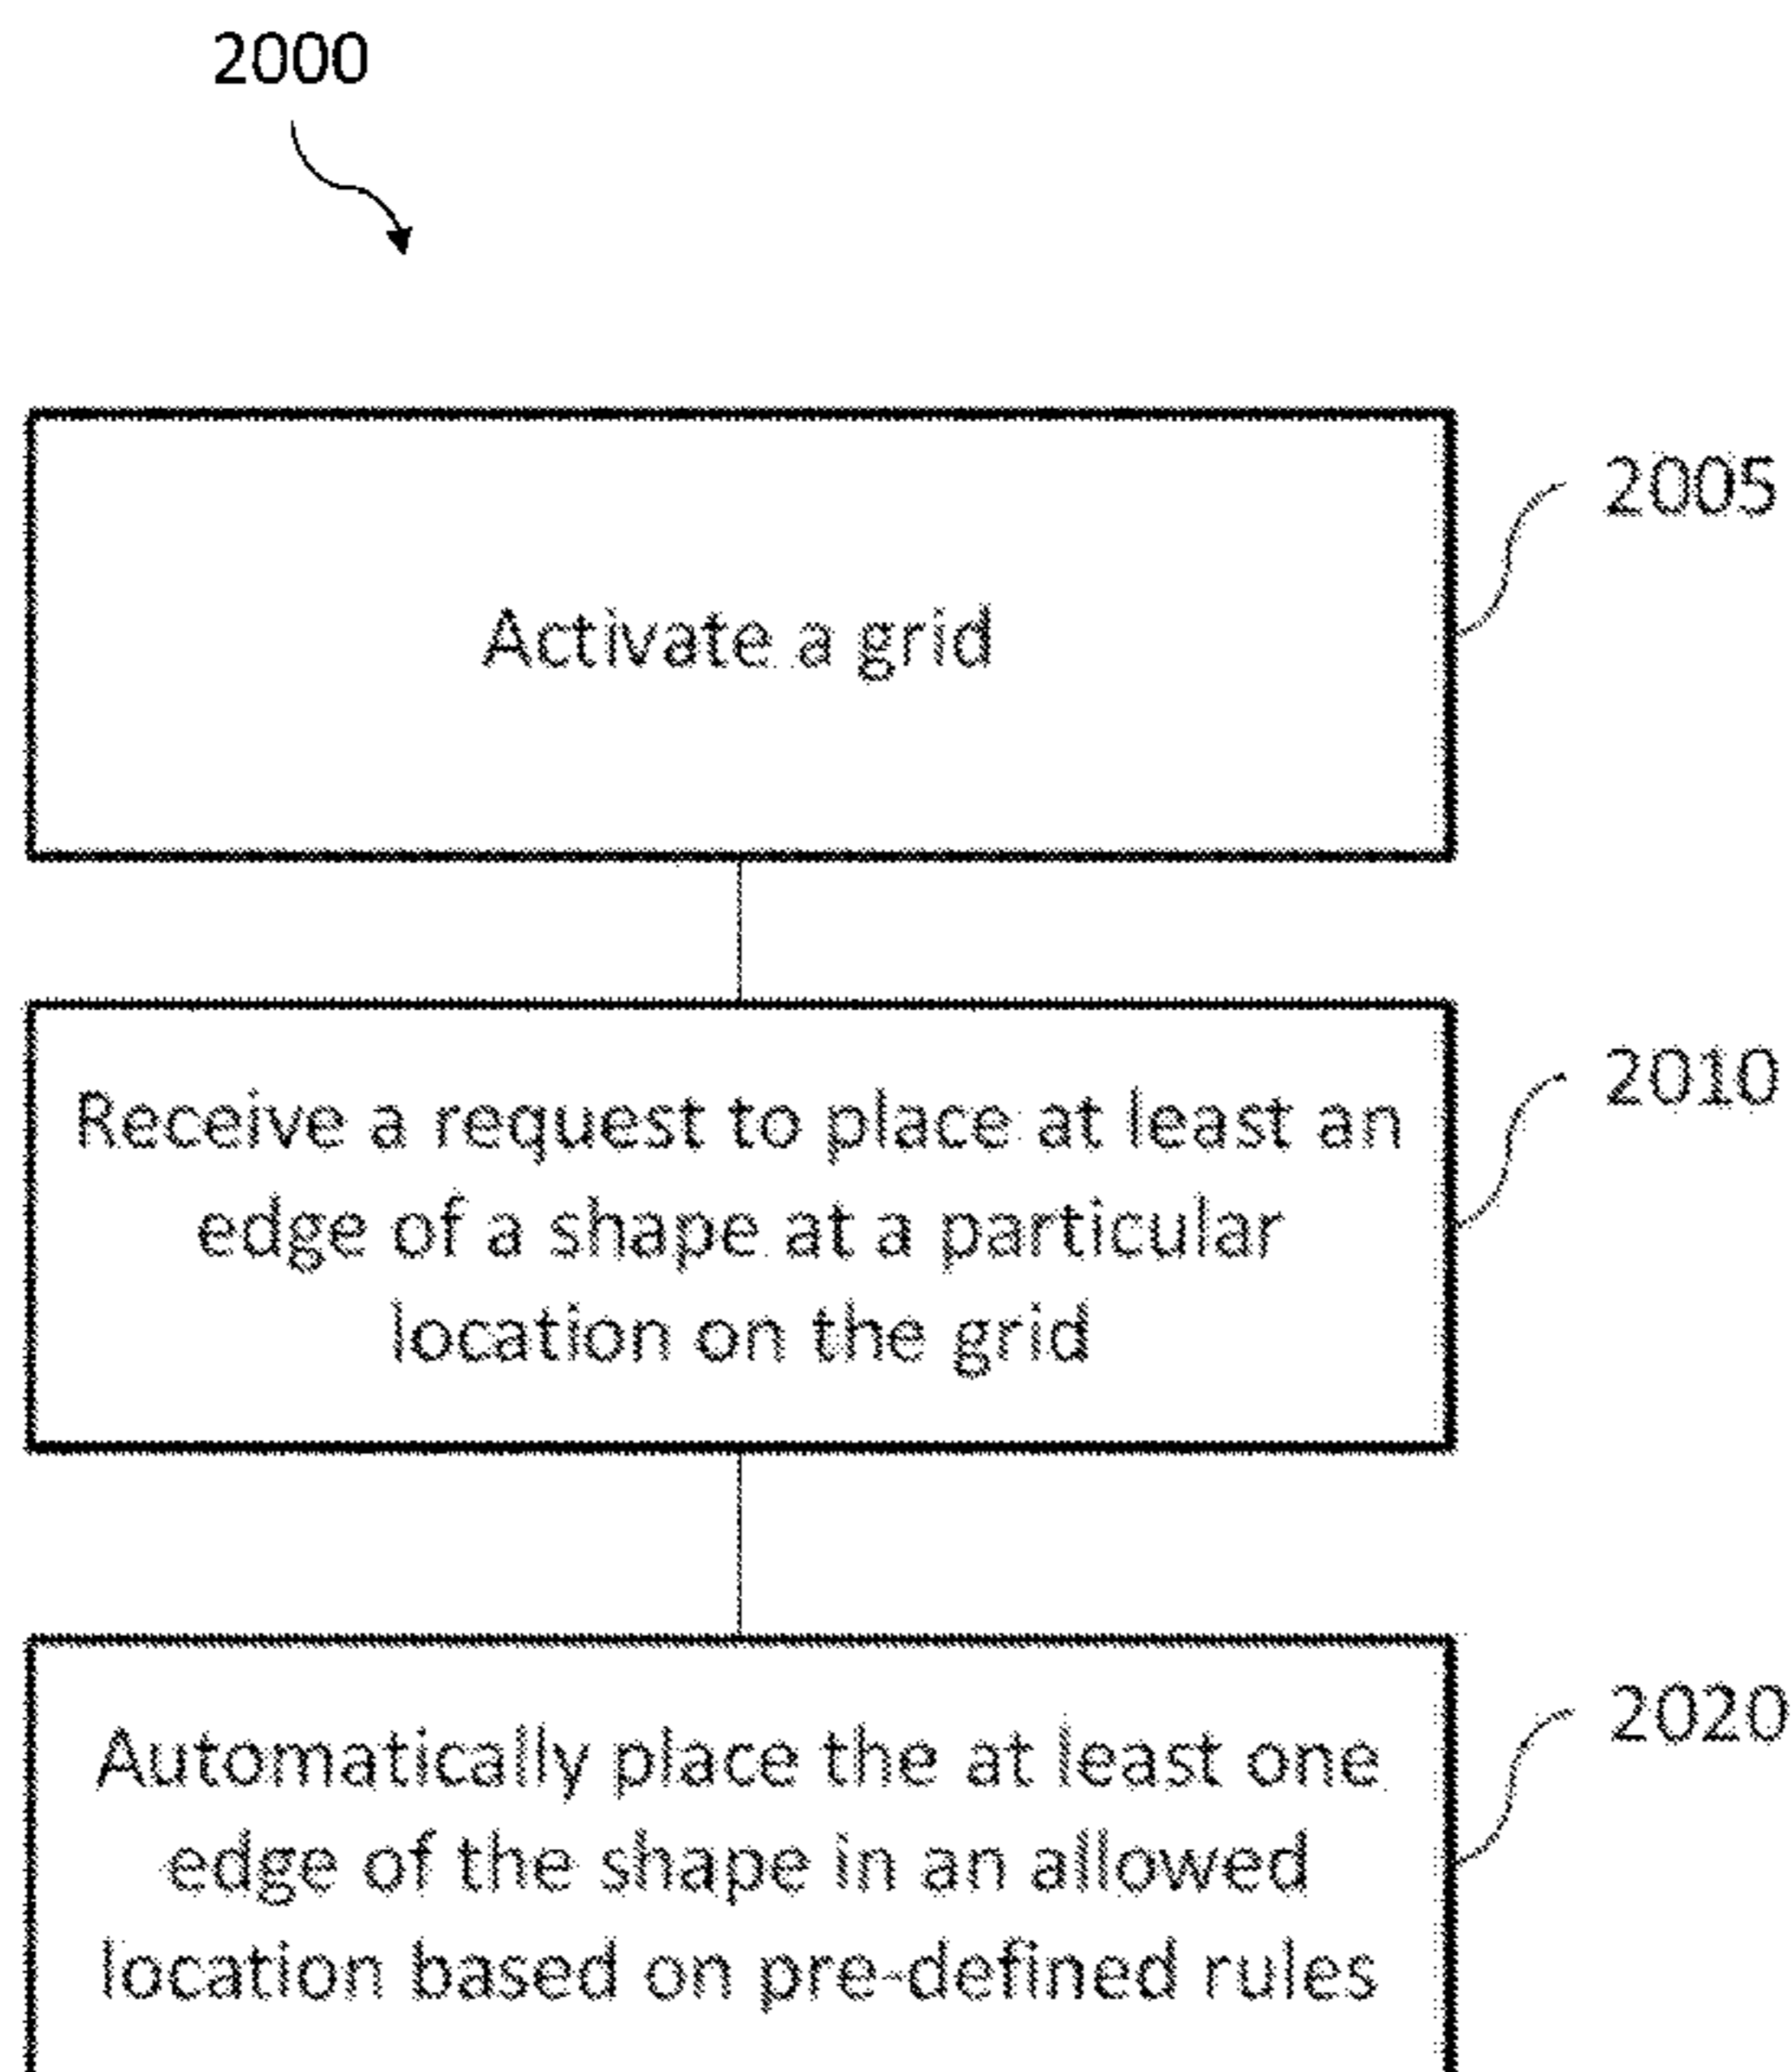 2000
2005
Activate a grid
2010
Receive a request to place at least an
edge of a shape at a particular
location on the grid
2020
Automatically place the at least one
edge of the shape in an allowed
location based on pre-defined rules